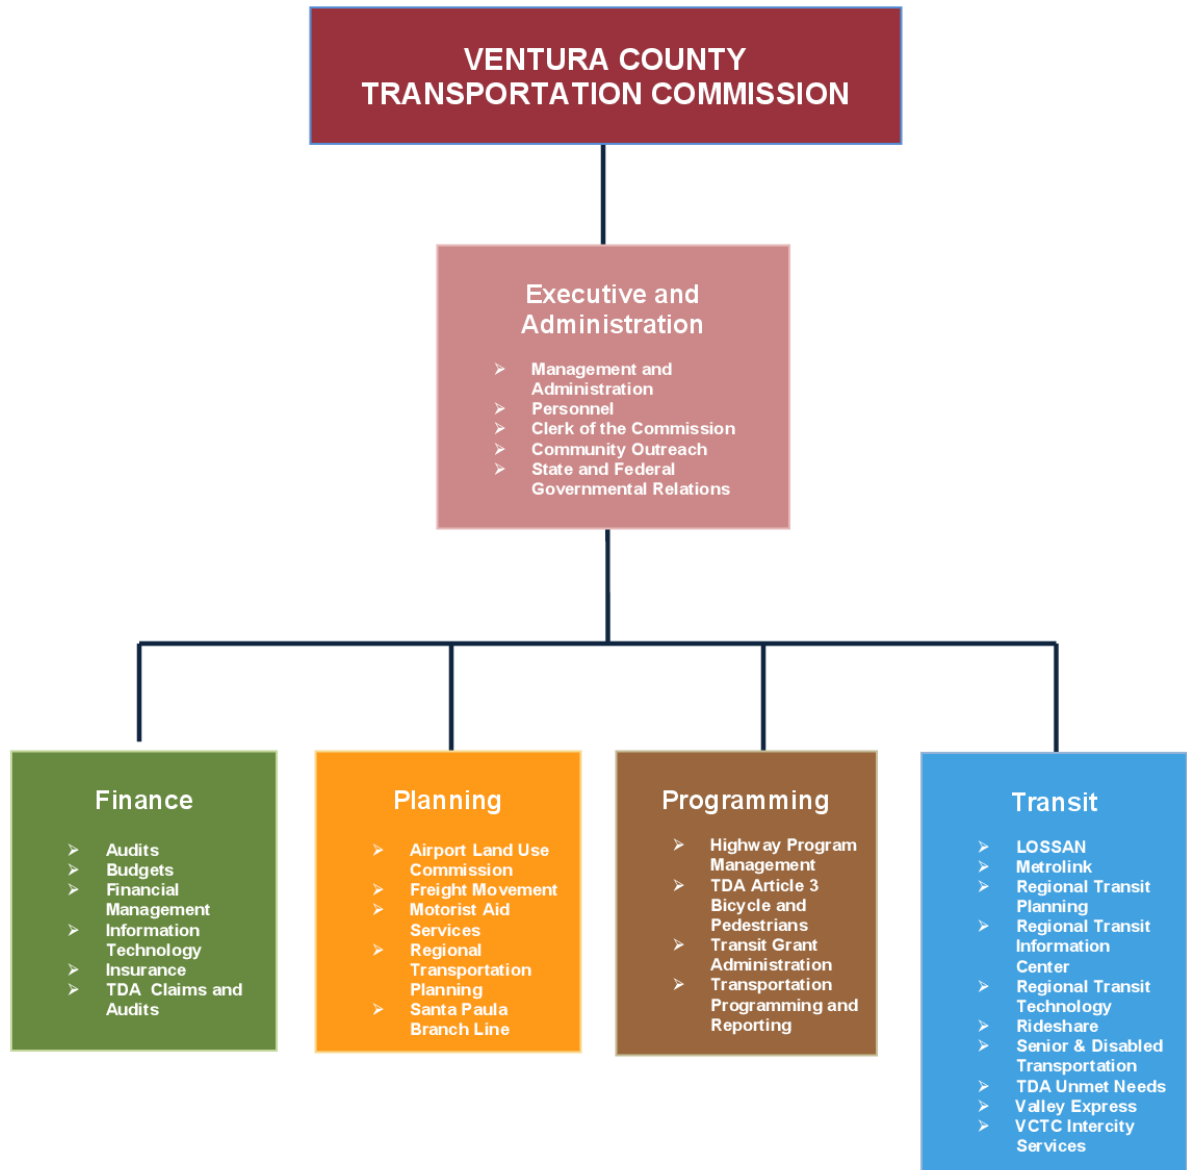 VENTURA COUNTY
TRANSPORTATION COMMISSION
Executive and
Administration
➢ Management and
Administration
➢ Personnel
➢ Clerk of the Commission
➢ Community Outreach
➢ State and Federal
Governmental Relations
Finance
➢ Audits
➢ Budgets
➢ Financial
Management
➢ Information
Technology
➢ Insurance
➢ TDA Claims and
Audits
Planning
➢ Airport Land Use
Commission
➢ Freight Movement
➢ Motorist Aid
Services
➢ Regional
Transportation
Planning
➢ Santa Paula
Branch Line
Programming
➢ Highway Program
Management
➢ TDA Article 3
Bicycle and
Pedestrians
➢ Transit Grant
Administration
➢ Transportation
Programming and
Reporting
Transit
➢ LOSSAN
➢ Metrolink
➢ Regional Transit
Planning
➢ Regional Transit
Information
Center
➢ Regional Transit
Technology
➢ Rideshare
➢ Senior & Disabled
Transportation
➢ TDA Unmet Needs
➢ Valley Express
➢ VCTC Intercity
Services